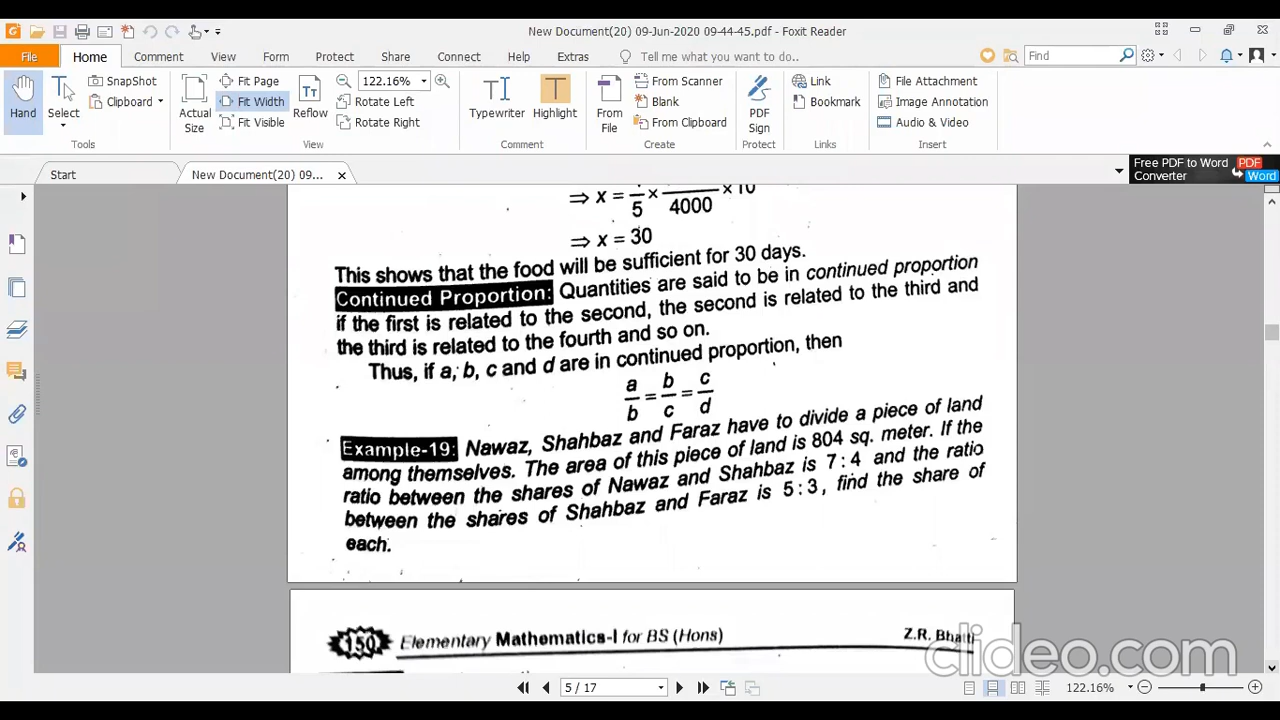 New Document(20) 09-Jun-2020 09-44-45.pdf - Foxit Reader
File Home Comment View Form Protect Share Connect Help Extras Tell me what you want to do.. Find
Hand Select SnapShot Clipboard Actual Size Fit Page Fit Width Fit Visible Reflow 122.16% Rotate Left Rotate Right Typewriter Highlight From File From Scanner Blank From Clipboard PDF Sign Link Bookmark File Attachment Image Annotation Audio & Video
Tools View Comment Create Protect Links Insert
Start New Document(20) 09... Free PDF to Word Converter PDF Word
⇒ x = /5 × /4000 × 10
⇒ x = 30
This shows that the food will be sufficient for 30 days.
Continued Proportion: Quantities are said to be in continued proportion
if the first is related to the second, the second is related to the third and
the third is related to the fourth and so on.
Thus, if a, b, c and d are in continued proportion, then
a/b = b/c = c/d
Example-19: Nawaz, Shahbaz and Faraz have to divide a piece of land
among themselves. The area of this piece of land is 804 sq. meter. If the
ratio between the shares of Nawaz and Shahbaz is 7 : 4 and the ratio
between the shares of Shahbaz and Faraz is 5 : 3, find the share of
each.
150 Elementary Mathematics-I for BS (Hons) Z.R. Bhatti
clideo.com
5 / 17 122.16%